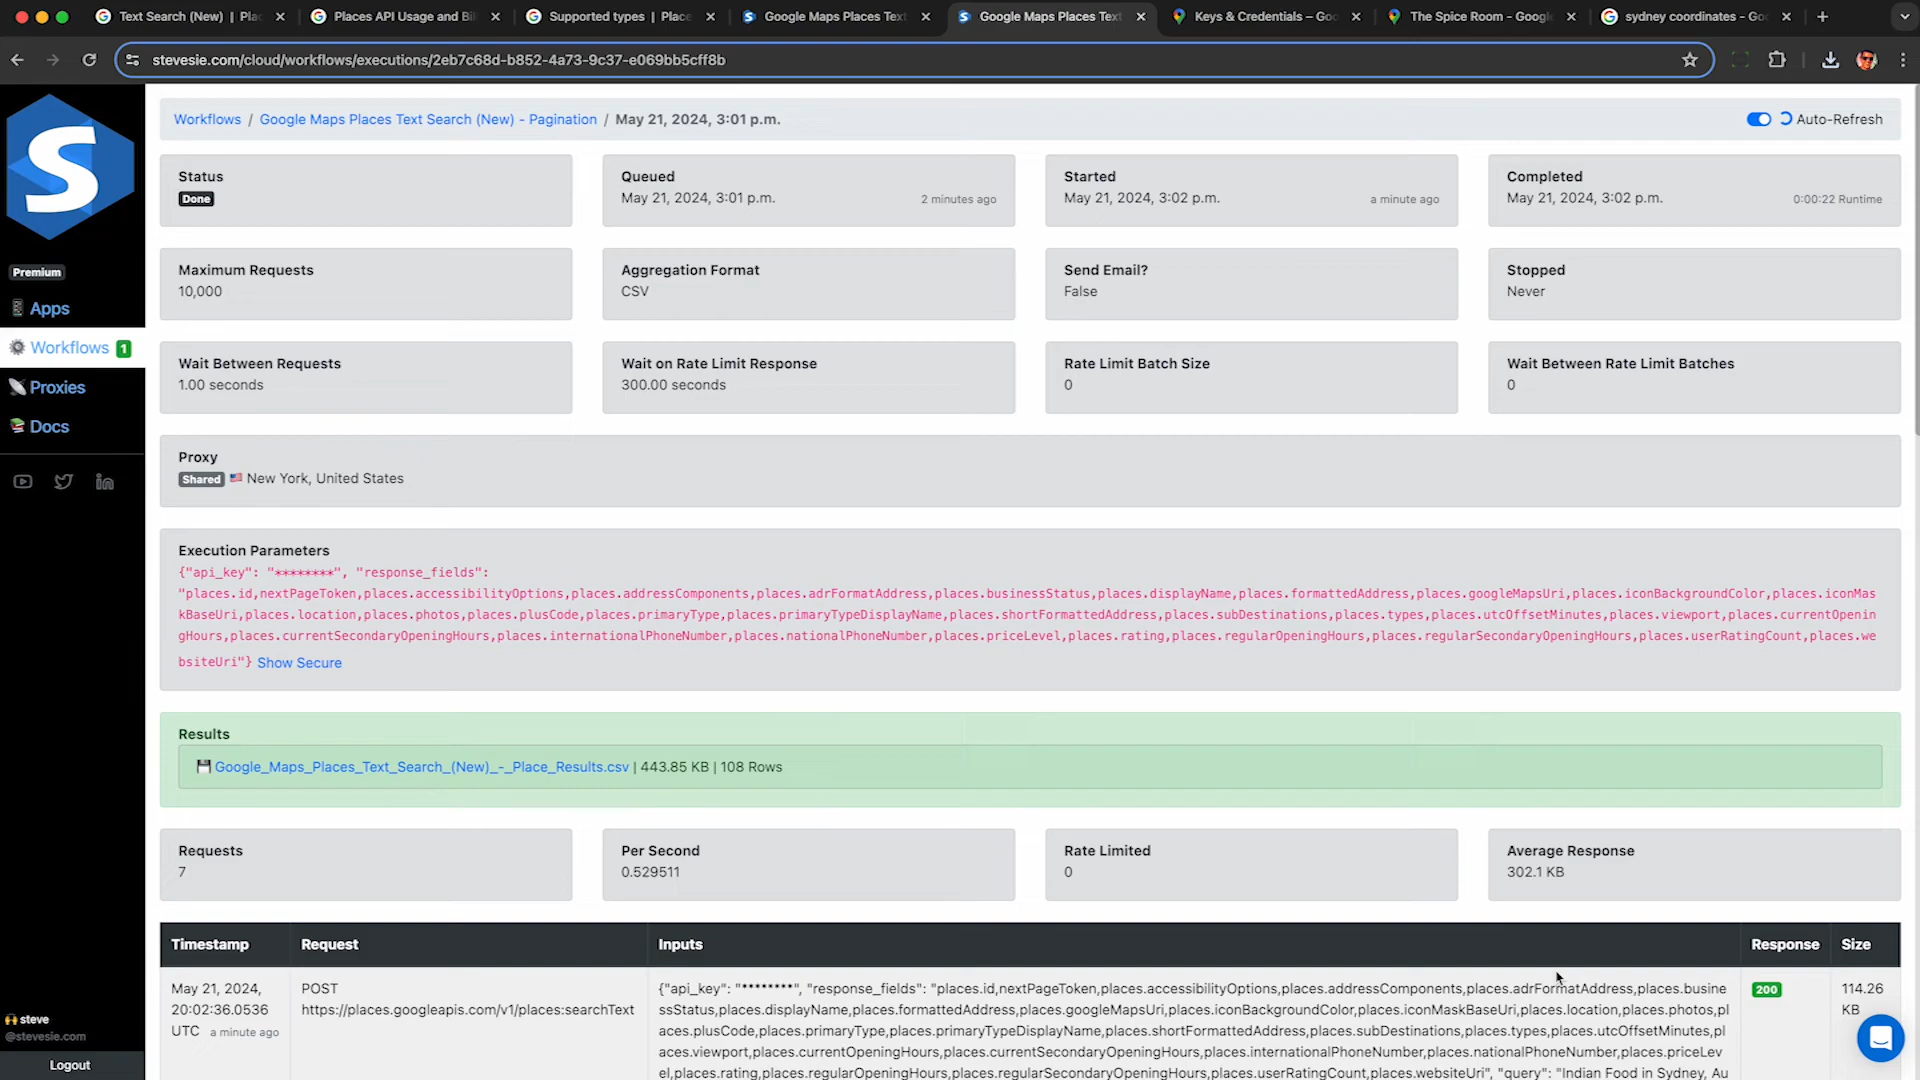 Text Search (New) | Plac
Places API Usage and Bil
Supported types | Place
Google Maps Places Text
Google Maps Places Text
Keys & Credentials – Goo
The Spice Room - Google
sydney coordinates - Goo
stevesie.com/cloud/workflows/executions/2eb7c68d-b852-4a73-9c37-e069bb5cff8b
Workflows / Google Maps Places Text Search (New) - Pagination / May 21, 2024, 3:01 p.m.
Auto-Refresh
Premium
Apps
Workflows 1
Proxies
Docs
steve
@stevesie.com
Logout
Status
Done
Queued
May 21, 2024, 3:01 p.m.
2 minutes ago
Started
May 21, 2024, 3:02 p.m.
a minute ago
Completed
May 21, 2024, 3:02 p.m.
0:00:22 Runtime
Maximum Requests
10,000
Aggregation Format
CSV
Send Email?
False
Stopped
Never
Wait Between Requests
1.00 seconds
Wait on Rate Limit Response
300.00 seconds
Rate Limit Batch Size
0
Wait Between Rate Limit Batches
0
Proxy
Shared New York, United States
Execution Parameters
{"api_key": "********", "response_fields":
"places.id,nextPageToken,places.accessibilityOptions,places.addressComponents,places.adrFormatAddress,places.businessStatus,places.displayName,places.formattedAddress,places.googleMapsUri,places.iconBackgroundColor,places.iconMas
kBaseUri,places.location,places.photos,places.plusCode,places.primaryType,places.primaryTypeDisplayName,places.shortFormattedAddress,places.subDestinations,places.types,places.utcOffsetMinutes,places.viewport,places.currentOpenin
gHours,places.currentSecondaryOpeningHours,places.internationalPhoneNumber,places.nationalPhoneNumber,places.priceLevel,places.rating,places.regularOpeningHours,places.regularSecondaryOpeningHours,places.userRatingCount,places.we
bsiteUri"} Show Secure
Results
Google_Maps_Places_Text_Search_(New)_-_Place_Results.csv | 443.85 KB | 108 Rows
Requests
7
Per Second
0.529511
Rate Limited
0
Average Response
302.1 KB
Timestamp
Request
Inputs
Response
Size
May 21, 2024,
20:02:36.0536
UTC a minute ago
POST
https://places.googleapis.com/v1/places:searchText
{"api_key": "********", "response_fields": "places.id,nextPageToken,places.accessibilityOptions,places.addressComponents,places.adrFormatAddress,places.busine
ssStatus,places.displayName,places.formattedAddress,places.googleMapsUri,places.iconBackgroundColor,places.iconMaskBaseUri,places.location,places.photos,pl
aces.plusCode,places.primaryType,places.primaryTypeDisplayName,places.shortFormattedAddress,places.subDestinations,places.types,places.utcOffsetMinutes,pl
aces.viewport,places.currentOpeningHours,places.currentSecondaryOpeningHours,places.internationalPhoneNumber,places.nationalPhoneNumber,places.priceLev
el,places.rating,places.regularOpeningHours,places.regularSecondaryOpeningHours,places.userRatingCount,places.websiteUri", "query": "Indian Food in Sydney, Au
200
114.26
KB